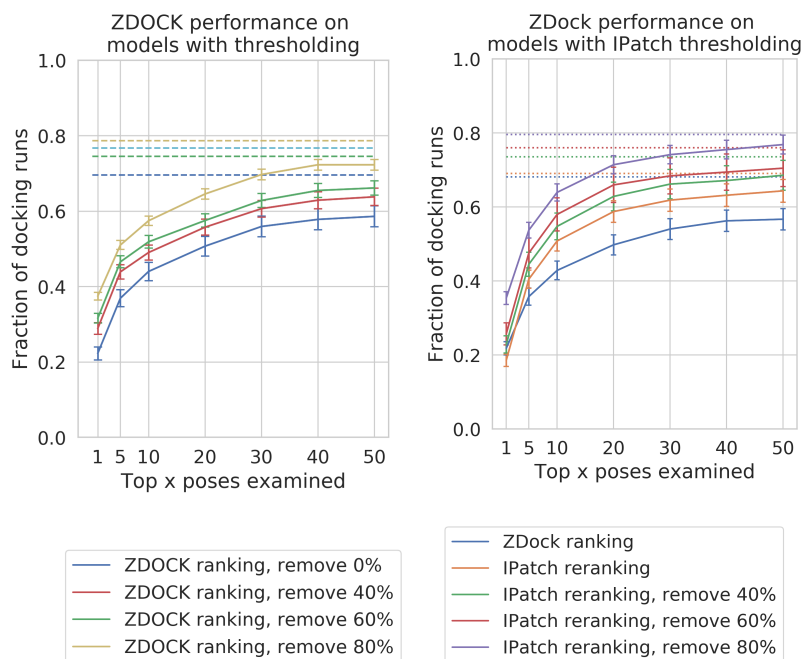 ZDOCK performance on
models with thresholding
Fraction of docking runs
1.0
0.8
0.6
0.4
0.2
0.0
1 5 10 20 30 40 50
Top x poses examined
ZDOCK ranking, remove 0%
ZDOCK ranking, remove 40%
ZDOCK ranking, remove 60%
ZDOCK ranking, remove 80%
ZDock performance on
models with IPatch thresholding
Fraction of docking runs
1.0
0.8
0.6
0.4
0.2
0.0
1 5 10 20 30 40 50
Top x poses examined
ZDock ranking
IPatch reranking
IPatch reranking, remove 40%
IPatch reranking, remove 60%
IPatch reranking, remove 80%